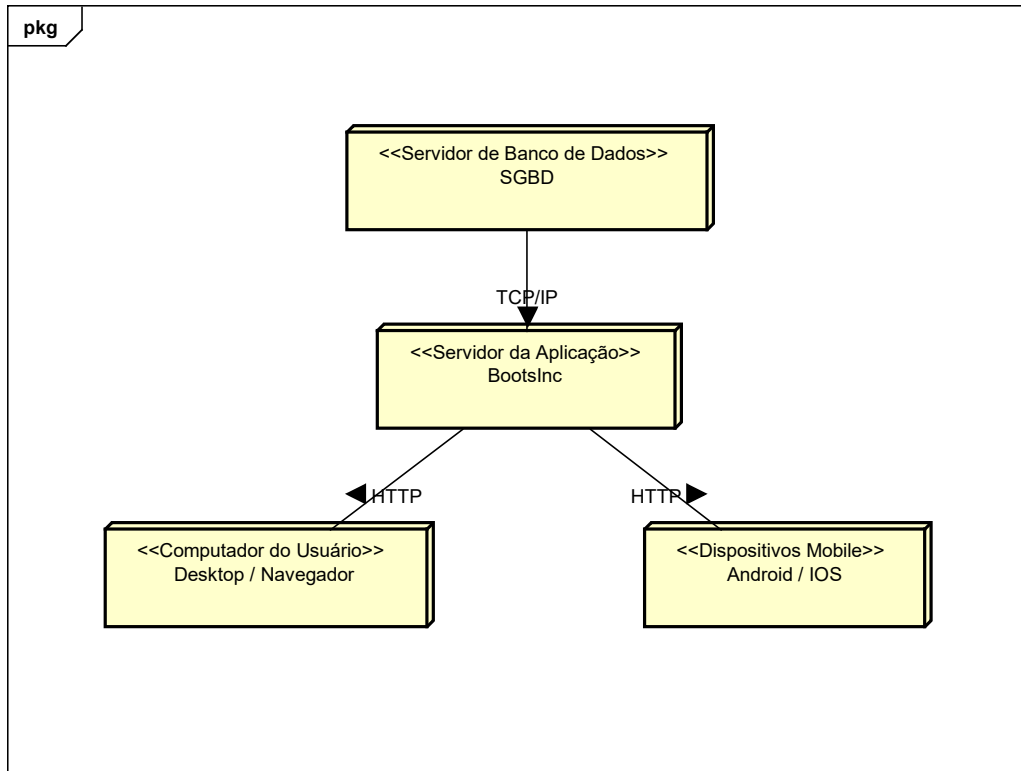 pkg
<<Servidor de Banco de Dados>>
SGBD
TCP/IP
<<Servidor da Aplicação>>
BootsInc
HTTP
HTTP
<<Computador do Usuário>>
Desktop / Navegador
<<Dispositivos Mobile>>
Android / IOS